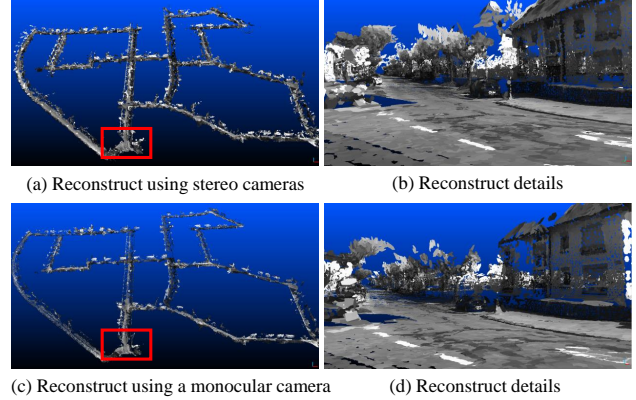 (a) Reconstruct using stereo cameras
(b) Reconstruct details
(c) Reconstruct using a monocular camera
(d) Reconstruct details